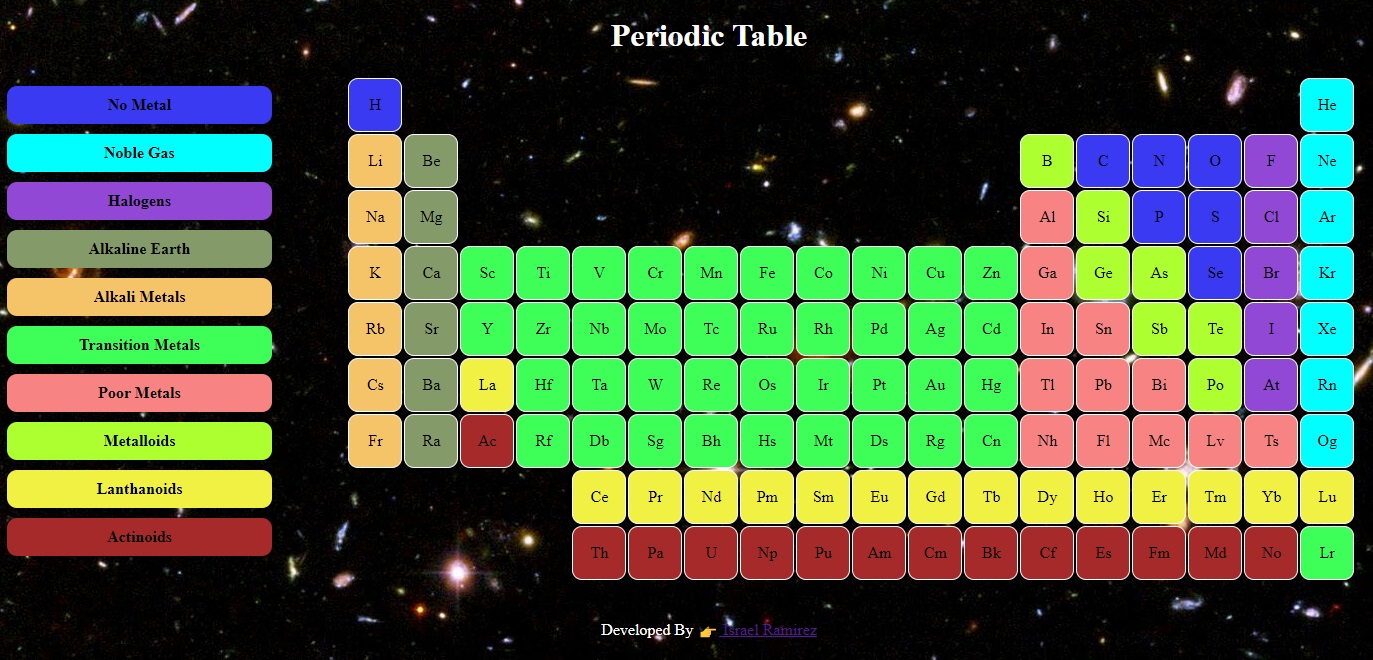 Periodic Table
No Metal
Noble Gas
Halogens
Alkaline Earth
Alkali Metals
Transition Metals
Poor Metals
Metalloids
Lanthanoids
Actinoids
H He
Li Be B C N O F Ne
Na Mg Al Si P S Cl Ar
K Ca Sc Ti V Cr Mn Fe Co Ni Cu Zn Ga Ge As Se Br Kr
Rb Sr Y Zr Nb Mo Tc Ru Rh Pd Ag Cd In Sn Sb Te I Xe
Cs Ba La Hf Ta W Re Os Ir Pt Au Hg Tl Pb Bi Po At Rn
Fr Ra Ac Rf Db Sg Bh Hs Mt Ds Rg Cn Nh Fl Mc Lv Ts Og
Ce Pr Nd Pm Sm Eu Gd Tb Dy Ho Er Tm Yb Lu
Th Pa U Np Pu Am Cm Bk Cf Es Fm Md No Lr
Developed By 👉 Israel Ramirez